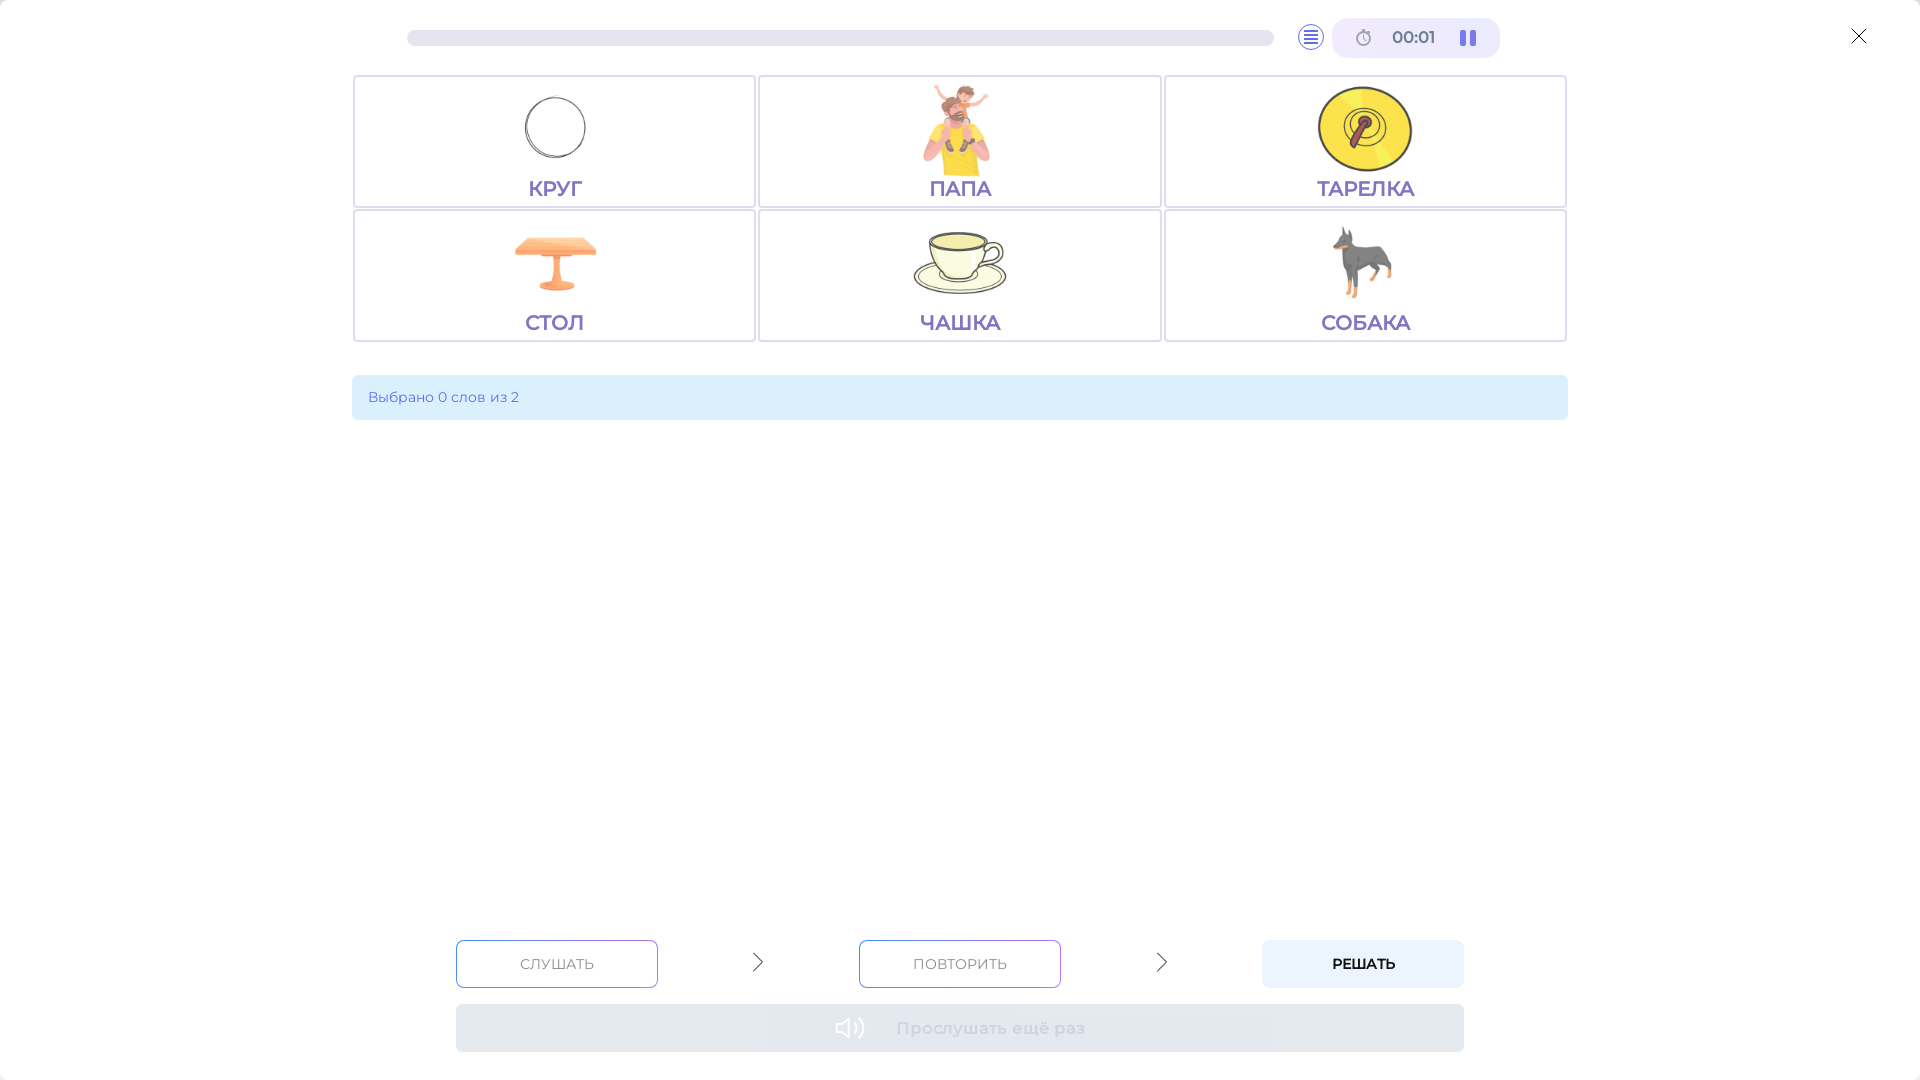 00:01
КРУГ
ПАПА
ТАРЕЛКА
СТОЛ
ЧАШКА
СОБАКА
Выбрано 0 слов из 2
СЛУШАТЬ
ПОВТОРИТЬ
РЕШАТЬ
Прослушать ещё раз